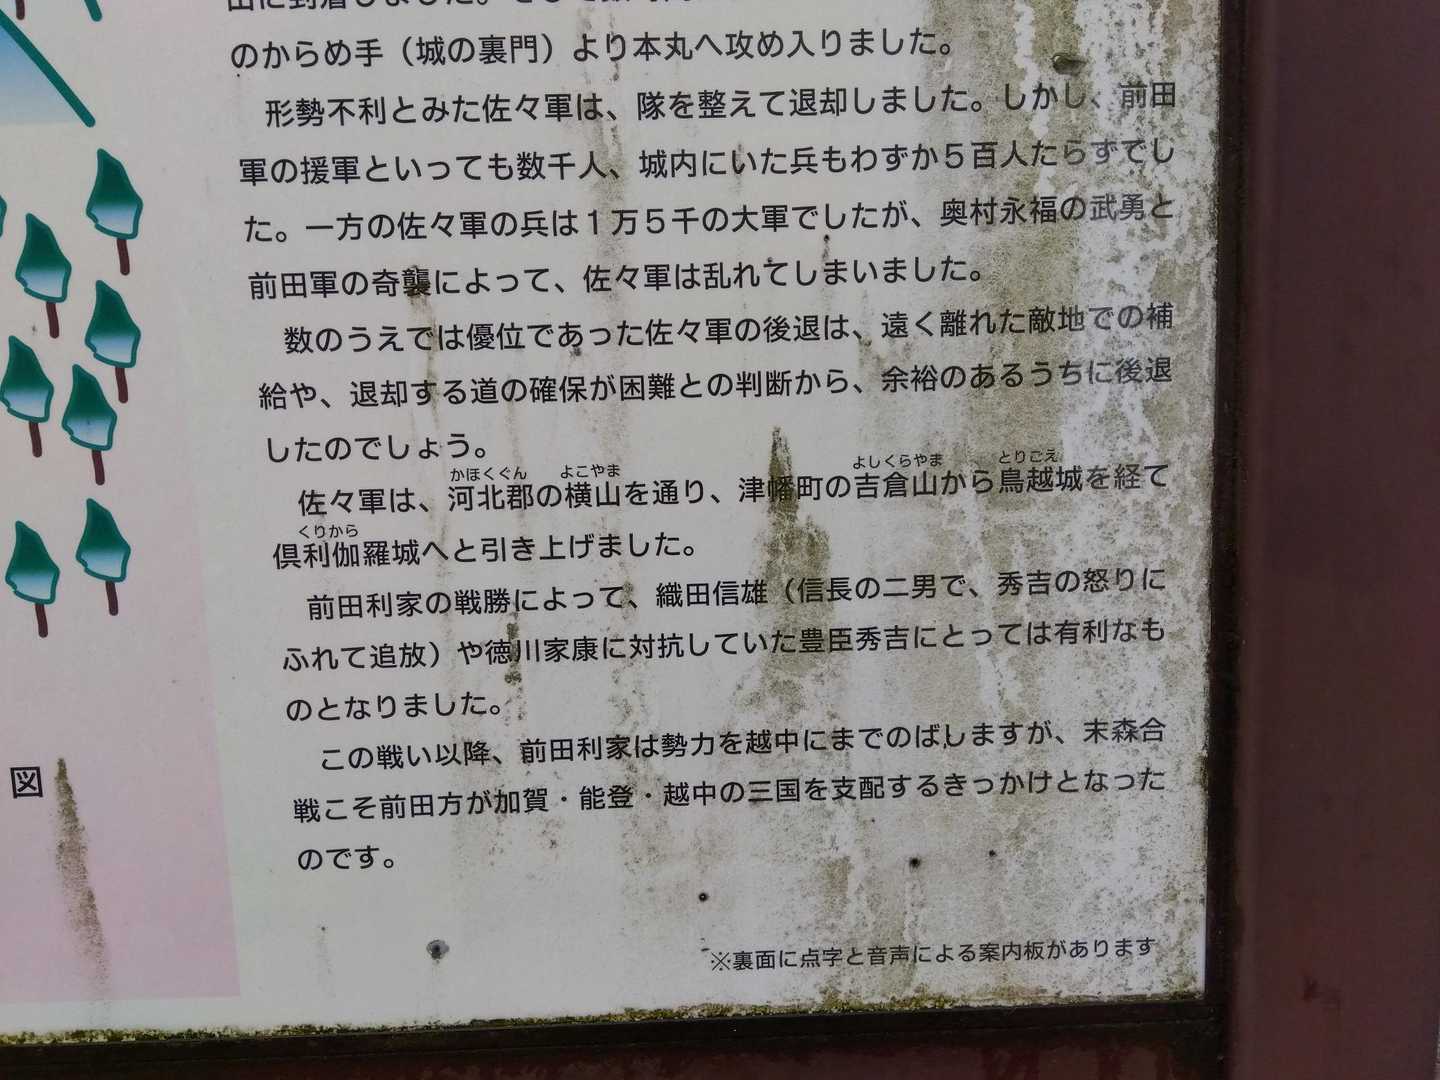 のからめ手（城の裏門）より本丸へ攻め入りました。
形勢不利とみた佐々軍は、隊を整えて退却しました。しかし、前田
軍の援軍といっても数千人、城内にいた兵もわずか５百人たらずでし
た。一方の佐々軍の兵は１万５千の大軍でしたが、奥村永福の武勇と
前田軍の奇襲によって、佐々軍は乱れてしまいました。
数のうえでは優位であった佐々軍の後退は、遠く離れた敵地での補
給や、退却する道の確保が困難との判断から、余裕のあるうちに後退
したのでしょう。
かほくぐん よこやま よしくらやま とりごえ
佐々軍は、河北郡の横山を通り、津幡町の吉倉山から鳥越城を経て
くりから
倶利伽羅城へと引き上げました。
前田利家の戦勝によって、織田信雄（信長の二男で、秀吉の怒りに
ふれて追放）や徳川家康に対抗していた豊臣秀吉にとっては有利なも
のとなりました。
この戦い以降、前田利家は勢力を越中にまでのばしますが、末森合
戦こそ前田方が加賀・能登・越中の三国を支配するきっかけとなった
のです。
図
※裏面に点字と音声による案内板があります